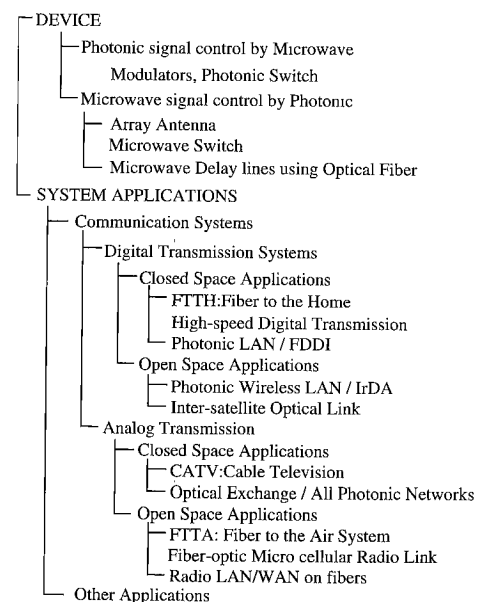 DEVICE
Photonic signal control by Microwave
Modulators, Photonic Switch
Microwave signal control by Photonic
Array Antenna
Microwave Switch
Microwave Delay lines using Optical Fiber
SYSTEM APPLICATIONS
Communication Systems
Digital Transmission Systems
Closed Space Applications
FTTH:Fiber to the Home
High-speed Digital Transmission
Photonic LAN / FDDI
Open Space Applications
Photonic Wireless LAN / IrDA
Inter-satellite Optical Link
Analog Transmission
Closed Space Applications
CATV:Cable Television
Optical Exchange / All Photonic Networks
Open Space Applications
FTTA: Fiber to the Air System
Fiber-optic Micro cellular Radio Link
Radio LAN/WAN on fibers
Other Applications